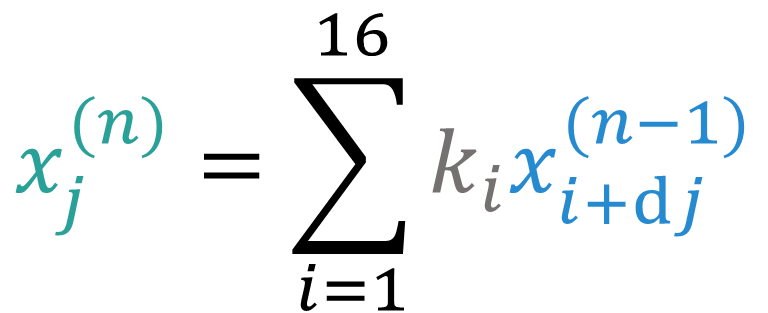 x_j^{(n)} = \sum_{i=1}^{16} k_i x_{i+dj}^{(n-1)}